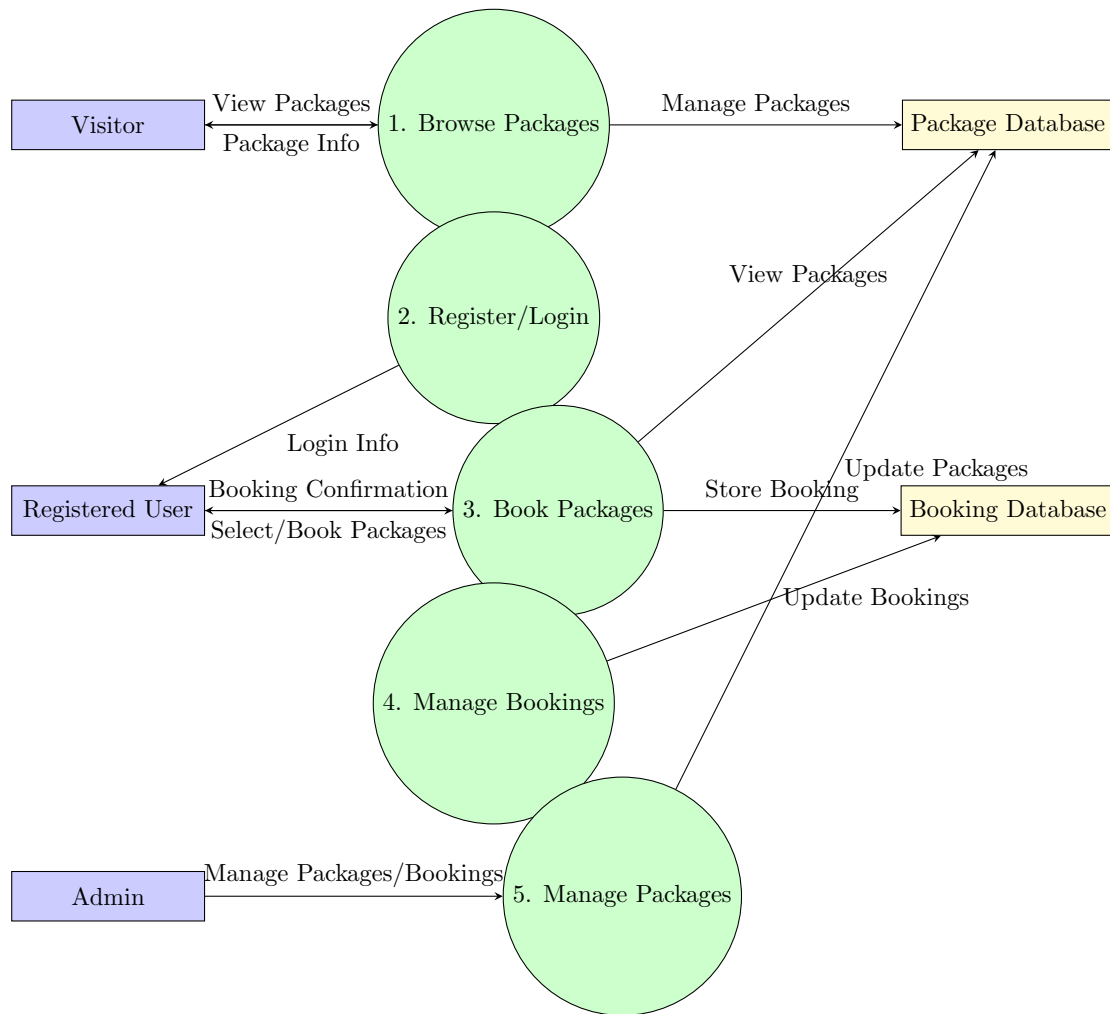 View Packages
Manage Packages
Visitor
1. Browse Packages
Package Database
Package Info
View Packages
2. Register/Login
Login Info
Update Packages
Booking Confirmation
Store Booking
Registered User
3. Book Packages
Booking Database
Select/Book Packages
Update Bookings
4. Manage Bookings
Manage Packages/Bookings
Admin
5. Manage Packages